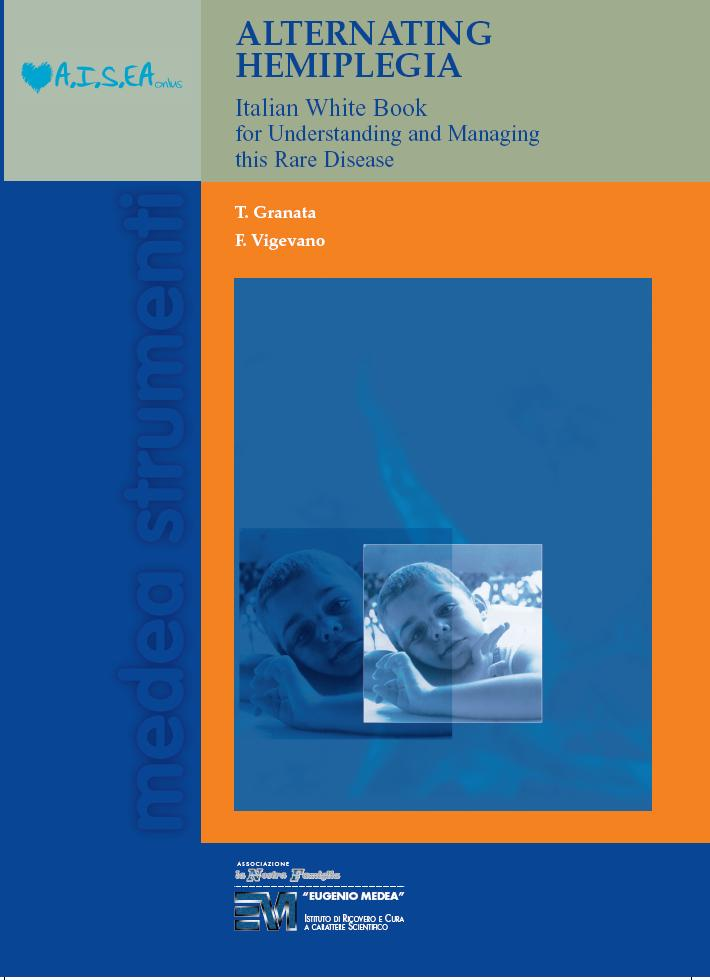 A.I.S.EA onlus
ALTERNATING
HEMIPLEGIA
Italian White Book
for Understanding and Managing
this Rare Disease
T. Granata
F. Vigevano
medea strumenti
ASSOCIAZIONE
la Nostra Famiglia
"EUGENIO MEDEA"
ISTITUTO DI RICOVERO E CURA
A CARATTERE SCIENTIFICO
EM